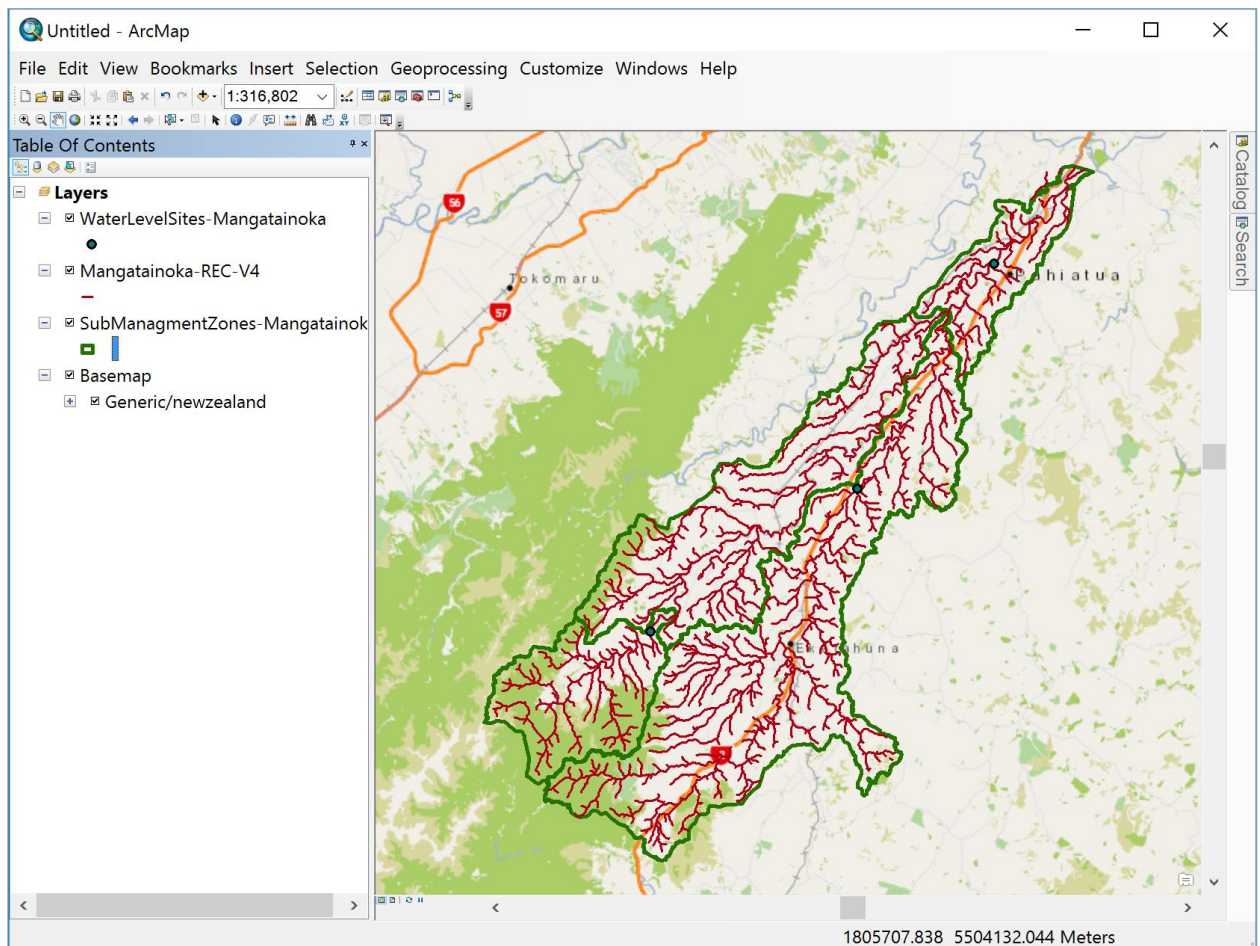 Untitled - ArcMap
File Edit View Bookmarks Insert Selection Geoprocessing Customize Windows Help
1:316,802
Table Of Contents
Layers
WaterLevelSites-Mangatainoka
Mangatainoka-REC-V4
SubManagmentZones-Mangatainok
Basemap
Generic/newzealand
56
Tokomaru
57
Pahiatua
Eketahuna
2
Catalog
Search
1805707.838 5504132.044 Meters